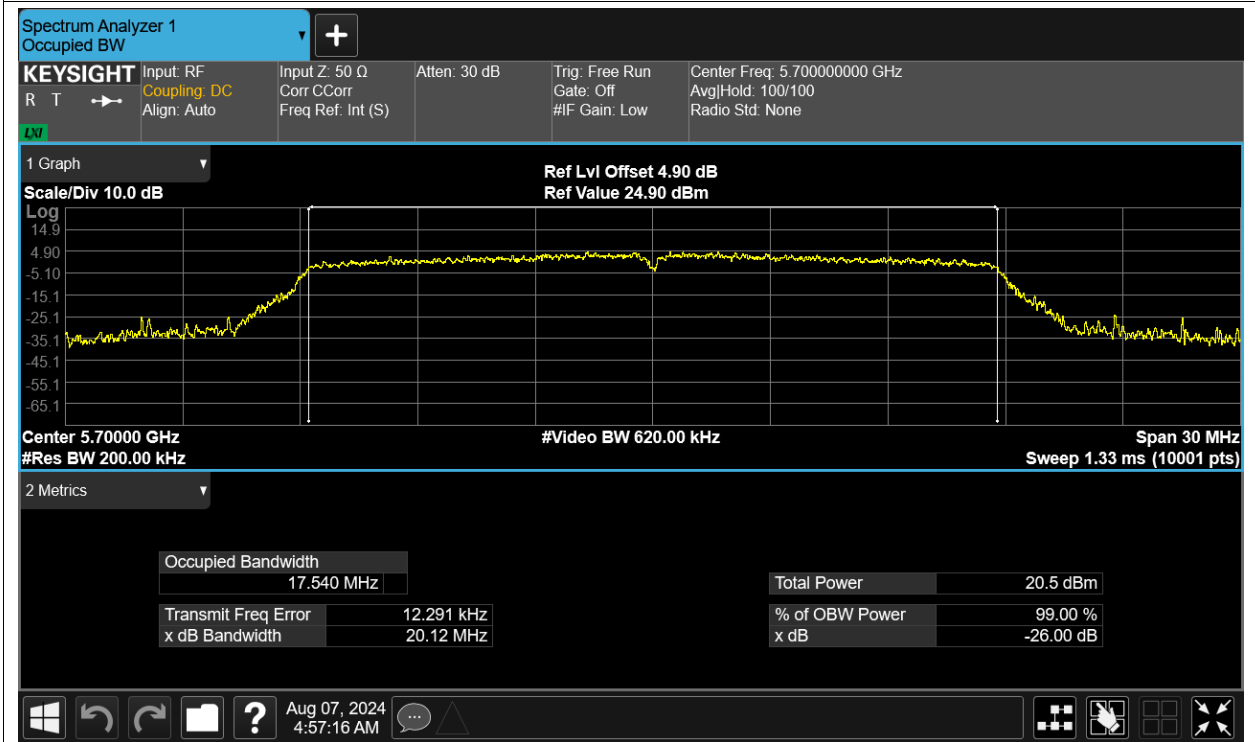 Spectrum Analyzer 1
Occupied BW
KEYSIGHT
R T
LXI
Input: RF
Coupling: DC
Align: Auto
Input Z: 50 Ω
Corr CCorr
Freq Ref: Int (S)
Atten: 30 dB
Trig: Free Run
Gate: Off
#IF Gain: Low
Center Freq: 5.700000000 GHz
Avg|Hold: 100/100
Radio Std: None
1 Graph
Ref Lvl Offset 4.90 dB
Scale/Div 10.0 dB
Ref Value 24.90 dBm
Log
14.9
4.90
-5.10
-15.1
-25.1
-35.1
-45.1
-55.1
-65.1
Center 5.70000 GHz
#Video BW 620.00 kHz
Span 30 MHz
#Res BW 200.00 kHz
Sweep 1.33 ms (10001 pts)
2 Metrics
Occupied Bandwidth
17.540 MHz
Total Power 20.5 dBm
Transmit Freq Error 12.291 kHz
% of OBW Power 99.00 %
x dB Bandwidth 20.12 MHz
x dB -26.00 dB
?
Aug 07, 2024
4:57:16 AM